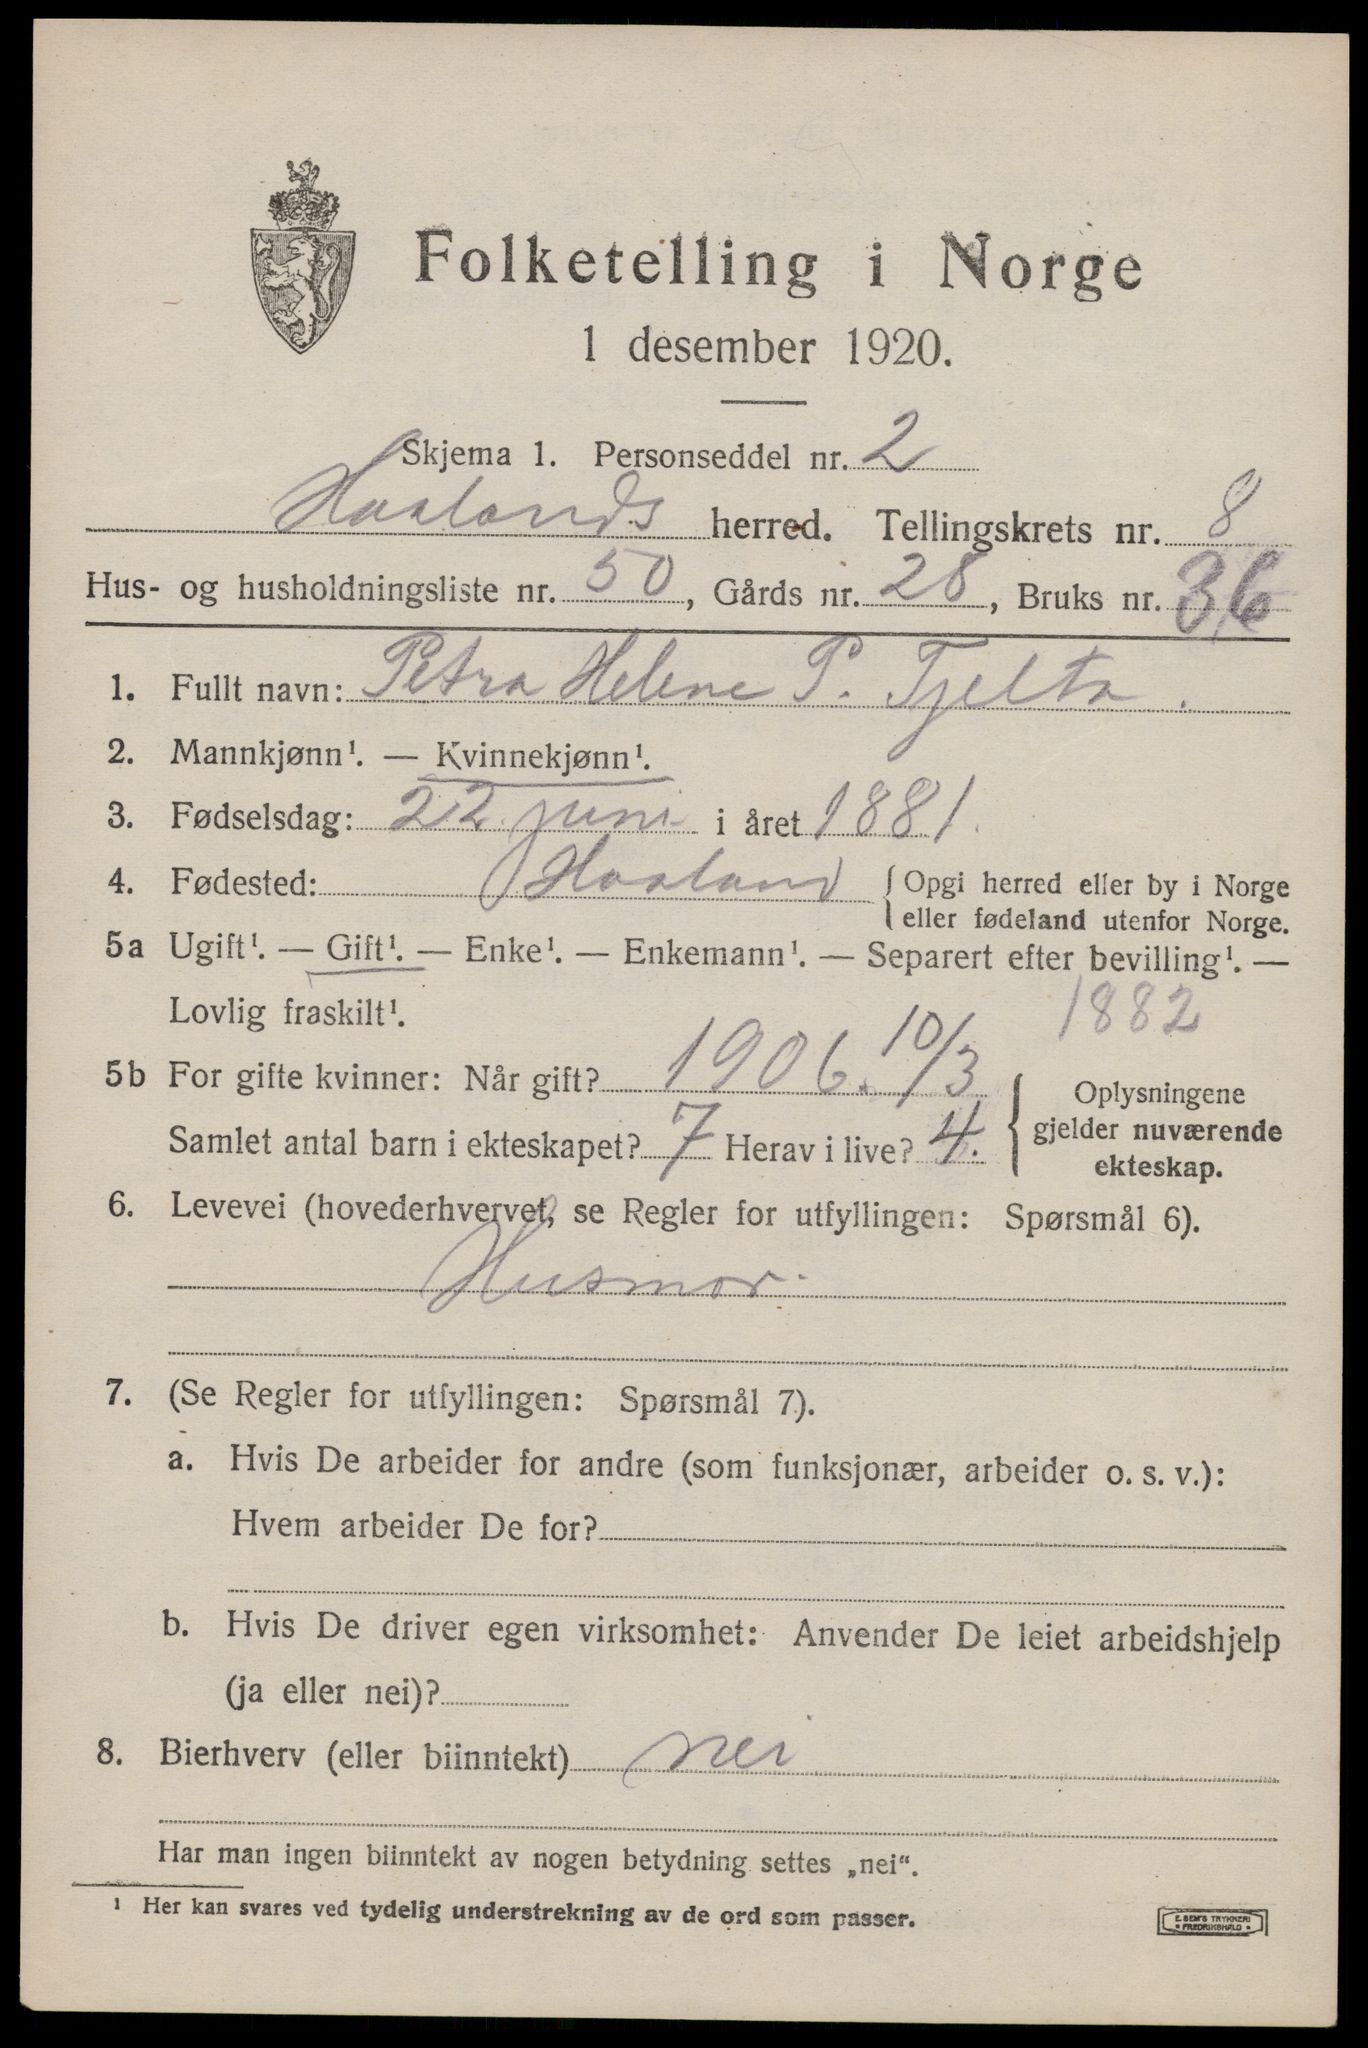 Folketelling i Norge
1 desember 1920.
Skjema 1. Personseddel nr. 2
Haalands herred. Tellingskrets nr. 8
Hus- og husholdningsliste nr. 50, Gårds nr. 28, Bruks nr. 36
1. Fullt navn: Petra Helene P. Tjelta.
2. Mannkjønn¹. — Kvinnekjønn¹.
3. Fødselsdag: 22 juni i året 1881.
4. Fødested: Haaland { Opgi herred eller by i Norge
eller fødeland utenfor Norge.
5a Ugift¹. — Gift¹. — Enke¹. — Enkemann¹. — Separert efter bevilling¹. —
Lovlig fraskilt¹. 1882
5b For gifte kvinner: Når gift? 1906. 10/3
Samlet antal barn i ekteskapet? 7 Herav i live? 4.
{ Oplysningene
gjelder nuværende
ekteskap.
6. Levevei (hovederhvervet, se Regler for utfyllingen: Spørsmål 6).
Husmor.
7. (Se Regler for utfyllingen: Spørsmål 7).
a. Hvis De arbeider for andre (som funksjonær, arbeider o. s. v.):
Hvem arbeider De for?
b. Hvis De driver egen virksomhet: Anvender De leiet arbeidshjelp
(ja eller nei)?
8. Bierhverv (eller biinntekt) nei
Har man ingen biinntekt av nogen betydning settes „nei“.
¹ Her kan svares ved tydelig understrekning av de ord som passer.
E. SEM'S TRYKKERI
* FREDRIKSHALD *